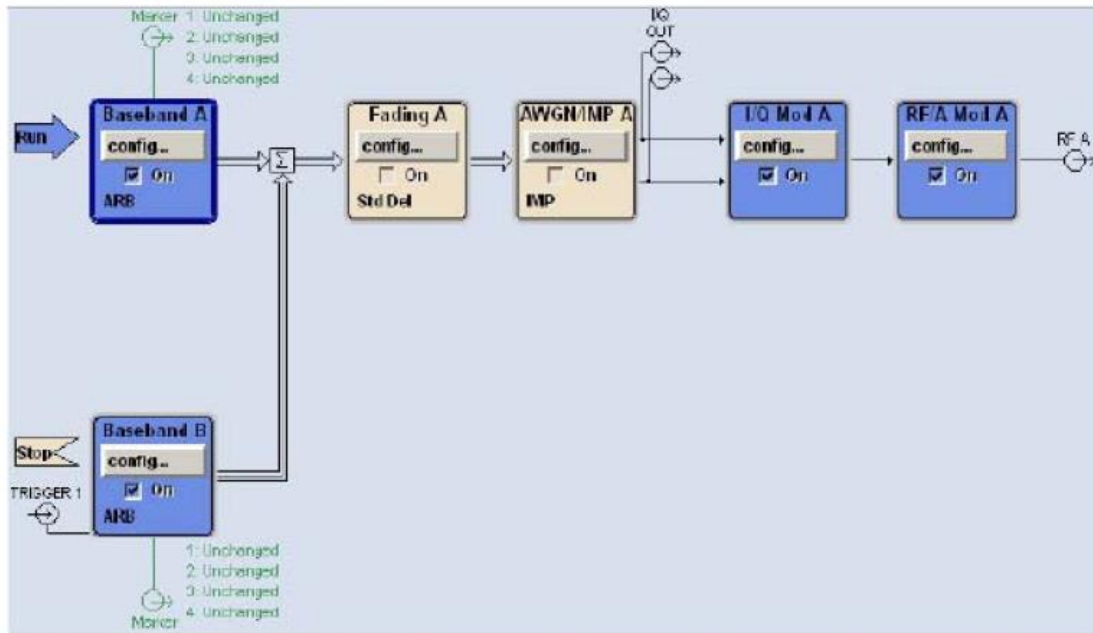 Marker 1: Unchanged
2: Unchanged
3: Unchanged
4: Unchanged
I/Q
OUT
Run
Baseband A
config...
On
ARB
Σ
Fading A
config...
On
Std Del
AWGN/IMP A
config...
On
IMP
I/Q Mod A
config...
On
RF/A Mod A
config...
On
RF A
Stop
TRIGGER 1
Baseband B
config...
On
ARB
1: Unchanged
2: Unchanged
3: Unchanged
4: Unchanged
Marker